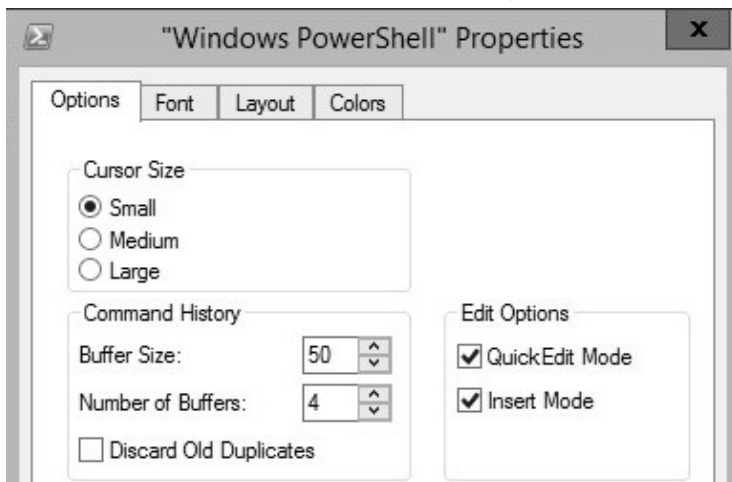 "Windows PowerShell" Properties
x
Options Font Layout Colors
Cursor Size
Small
Medium
Large
Command History
Buffer Size: 50
Number of Buffers: 4
Discard Old Duplicates
Edit Options
QuickEdit Mode
Insert Mode